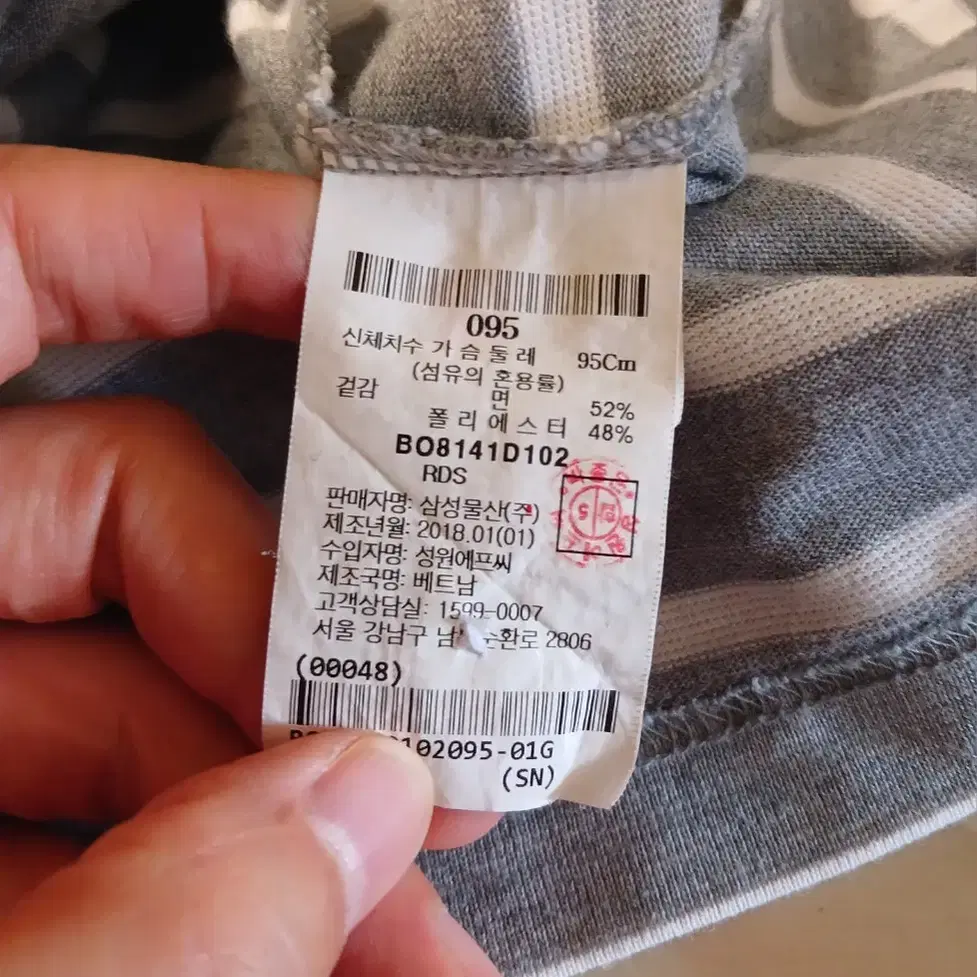 095
신체치수 가 슴 둘 레 95Cm
(섬유의 혼용률)
겉감 면 52%
폴 리 에 스 터 48%
BO8141D102
RDS
판매자명: 삼성물산(주)
제조년월: 2018.01(01)
수입자명: 성원에프씨
제조국명: 베트남
고객상담실: 1599-0007
서울 강남구 2806
(00048)
102095-01G
(SN)